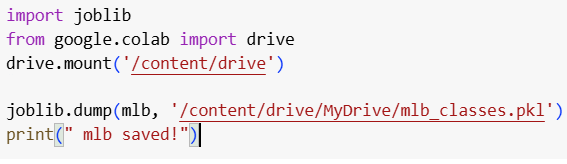 import joblib
from google.colab import drive
drive.mount('/content/drive')
joblib.dump(mlb, '/content/drive/MyDrive/mlb_classes.pkl')
print(" mlb saved!")